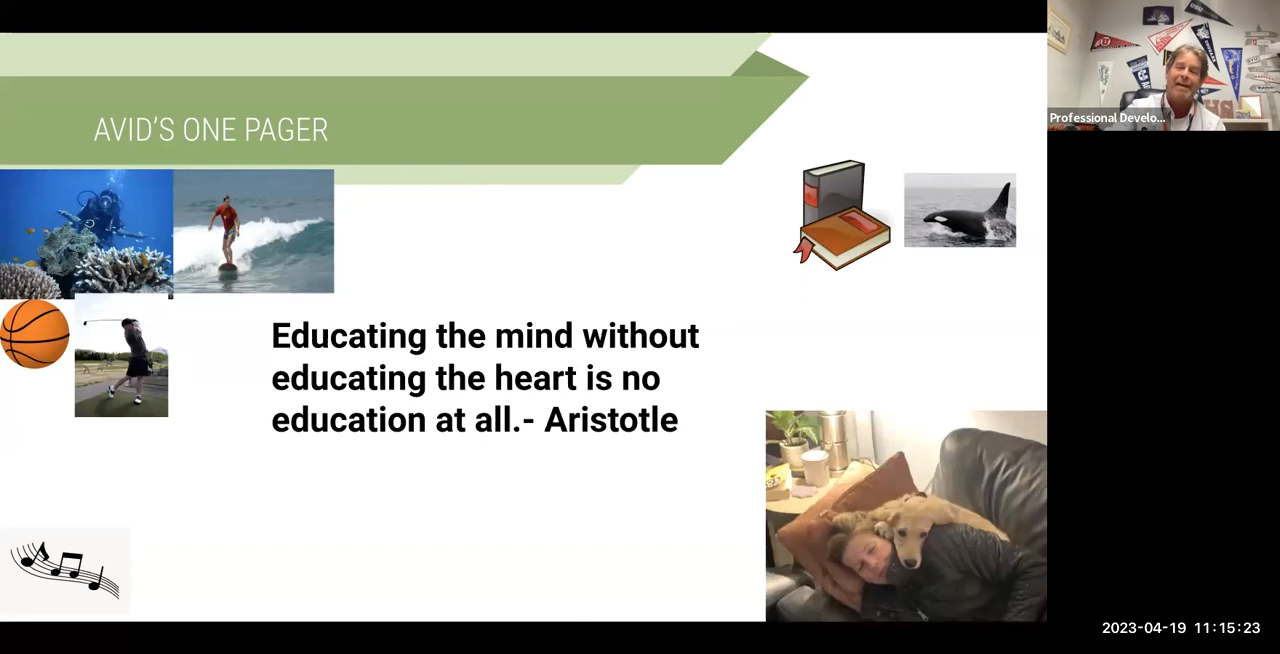 AVID'S ONE PAGER
Educating the mind without
educating the heart is no
education at all.- Aristotle
Professional Develo...
2023-04-19 11:15:23